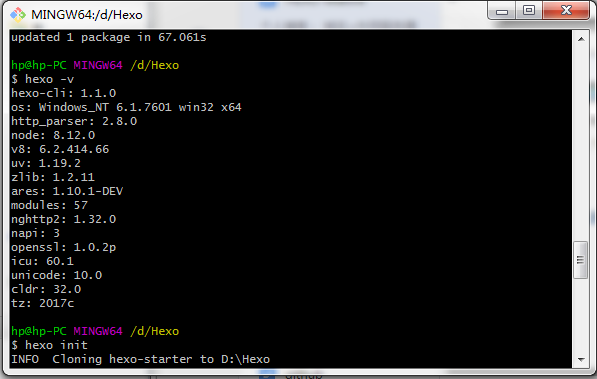 MINGW64:/d/Hexo
updated 1 package in 67.061s
hp@hp-PC MINGW64 /d/Hexo
$ hexo -v
hexo-cli: 1.1.0
os: Windows_NT 6.1.7601 win32 x64
http_parser: 2.8.0
node: 8.12.0
v8: 6.2.414.66
uv: 1.19.2
zlib: 1.2.11
ares: 1.10.1-DEV
modules: 57
nghttp2: 1.32.0
napi: 3
openssl: 1.0.2p
icu: 60.1
unicode: 10.0
cldr: 32.0
tz: 2017c
hp@hp-PC MINGW64 /d/Hexo
$ hexo init
INFO  Cloning hexo-starter to D:\Hexo